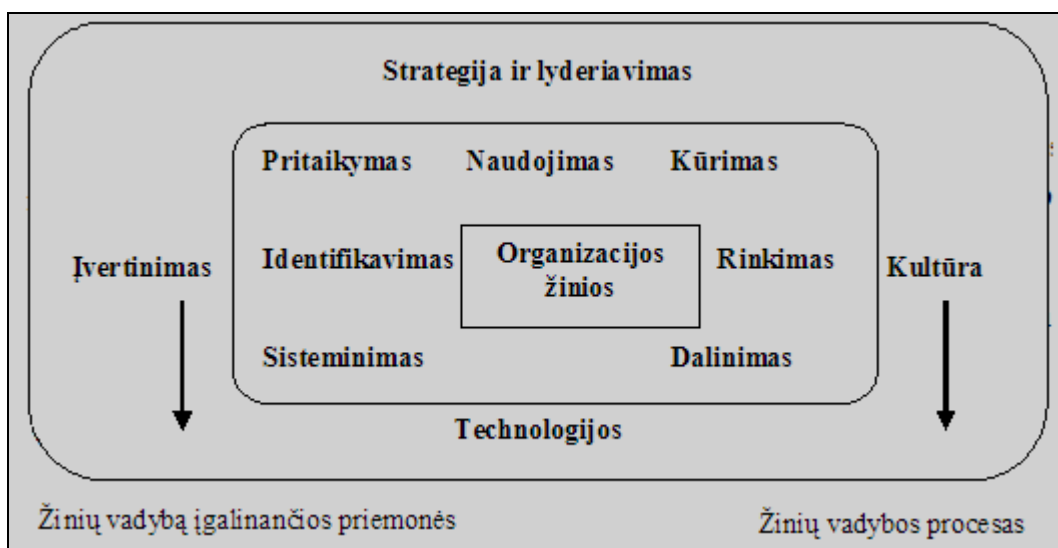 Strategija ir lyderiavimas
Pritaikymas Naudojimas Kūrimas
Įvertinimas Identifikavimas Organizacijos žinios Rinkimas Kultūra
Sisteminimas Dalinimas
Technologijos
Žinių vadybą įgalinančios priemonės Žinių vadybos procesas